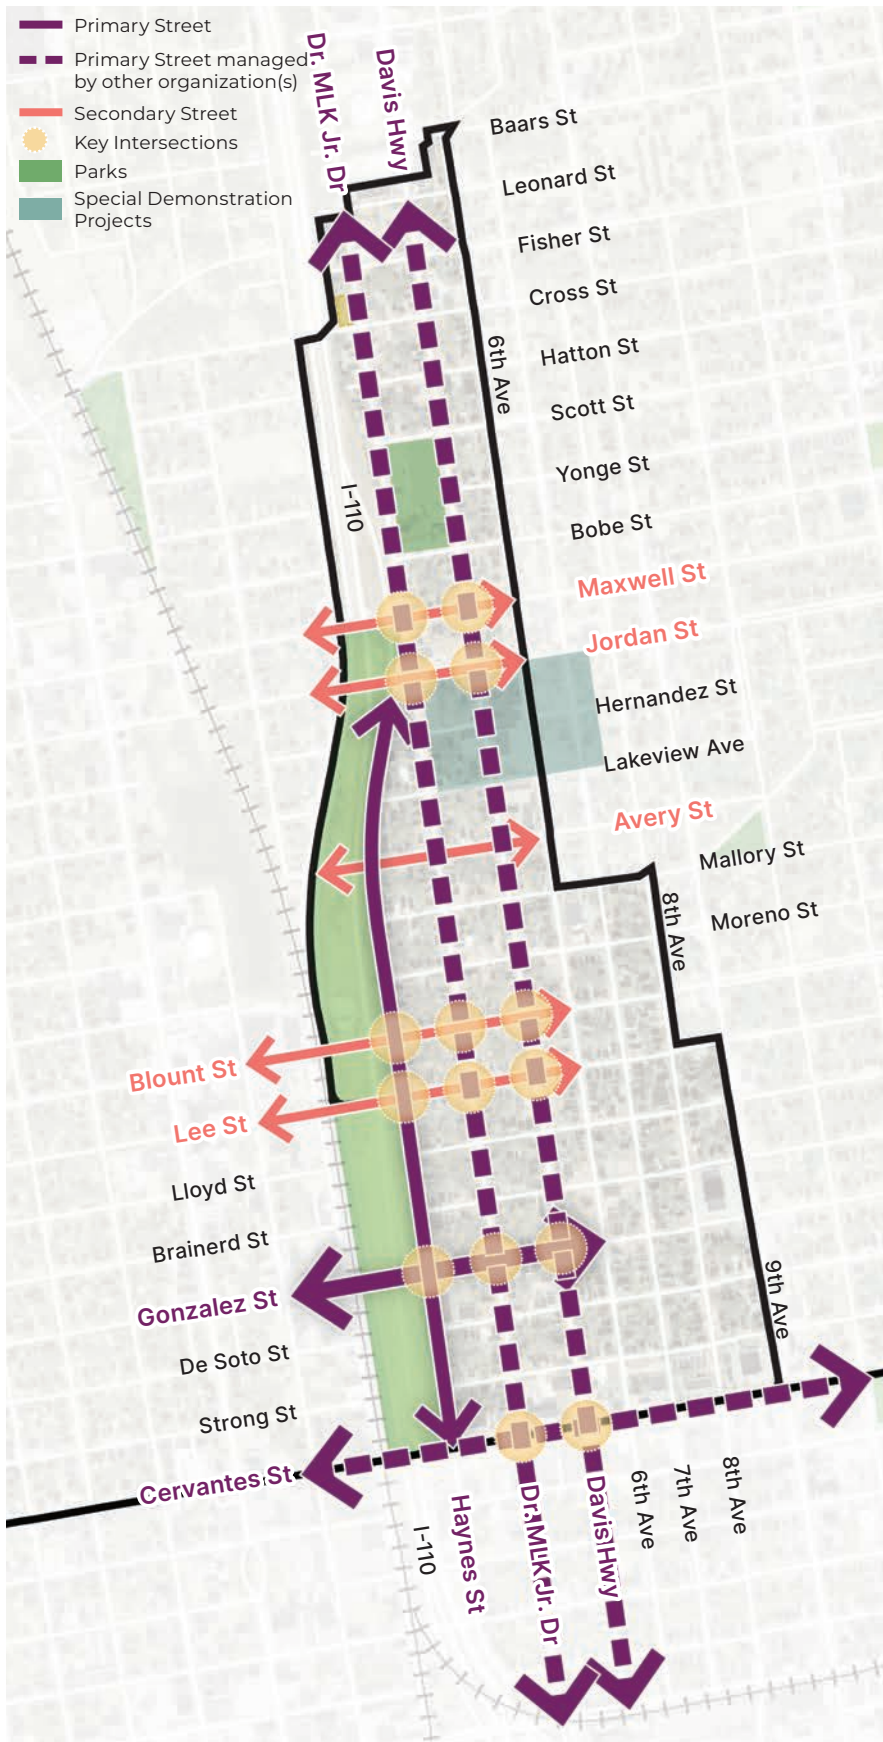 Primary Street
Primary Street managed
by other organization(s)
Secondary Street
Key Intersections
Parks
Special Demonstration
Projects
Dr. MLK Jr. Dr
Davis Hwy
Baars St
Leonard St
Fisher St
Cross St
Hatton St
6th Ave
Scott St
Yonge St
I-110
Bobe St
Maxwell St
Jordan St
Hernandez St
Lakeview Ave
Avery St
Mallory St
8th Ave
Moreno St
Blount St
Lee St
Lloyd St
Brainerd St
Gonzalez St
9th Ave
De Soto St
Strong St
Cervantes St
I-110
Haynes St
Dr. MLK Jr. Dr
Davis Hwy
6th Ave
7th Ave
8th Ave